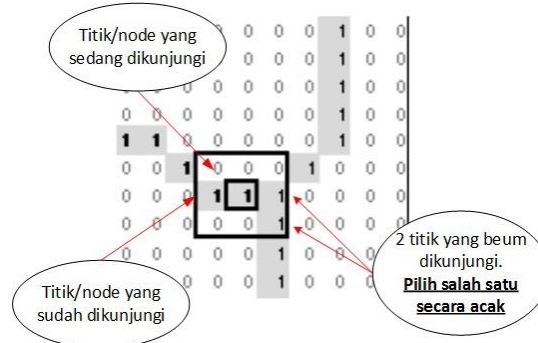 Titik/node yang
sedang dikunjungi
0 0 0 1 0 0
0 0 0 1 0 0
0 0 0 0 1 0 0
0 0 0 0 0 0 0 1 0 0
1 1 0 0 0 0 0 1 0 0
0 0 1 0 0 0 1 0 0 0
0 0 0 1 1 1 0 0 0 0
0 0 0 0 0 1 0 0 0
0 0 0 0 0 1 0 0 0
0 0 0 1 0 0 0
2 titik yang beum
dikunjungi.
Pilih salah satu
secara acak
Titik/node yang
sudah dikunjungi